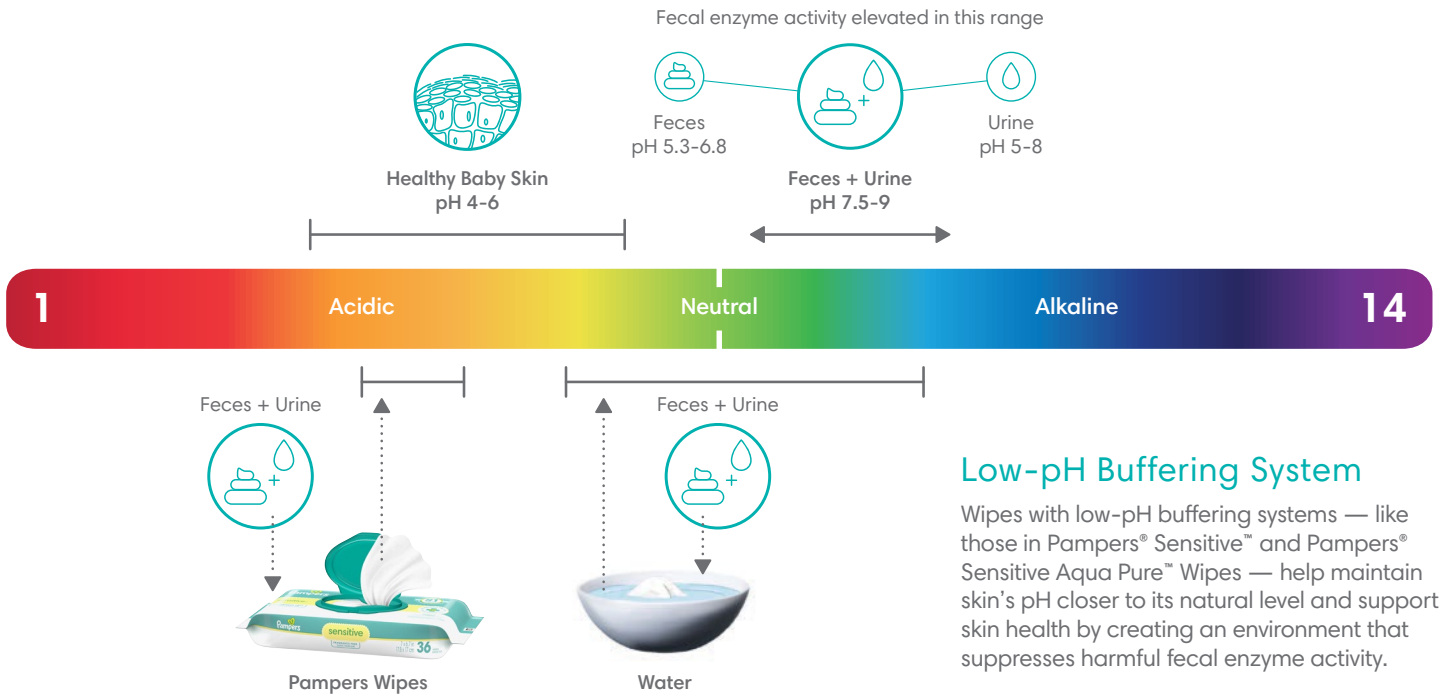 Fecal enzyme activity elevated in this range
Feces
pH 5.3-6.8
Urine
pH 5-8
Healthy Baby Skin
pH 4-6
Feces + Urine
pH 7.5-9
1
Acidic
Neutral
Alkaline
14
Feces + Urine
Feces + Urine
+
+
+
Pampers
sensitive
36
Pampers Wipes
Water
Low-pH Buffering System
Wipes with low-pH buffering systems — like
those in Pampers® Sensitive™ and Pampers®
Sensitive Aqua Pure™ Wipes — help maintain
skin’s pH closer to its natural level and support
skin health by creating an environment that
suppresses harmful fecal enzyme activity.